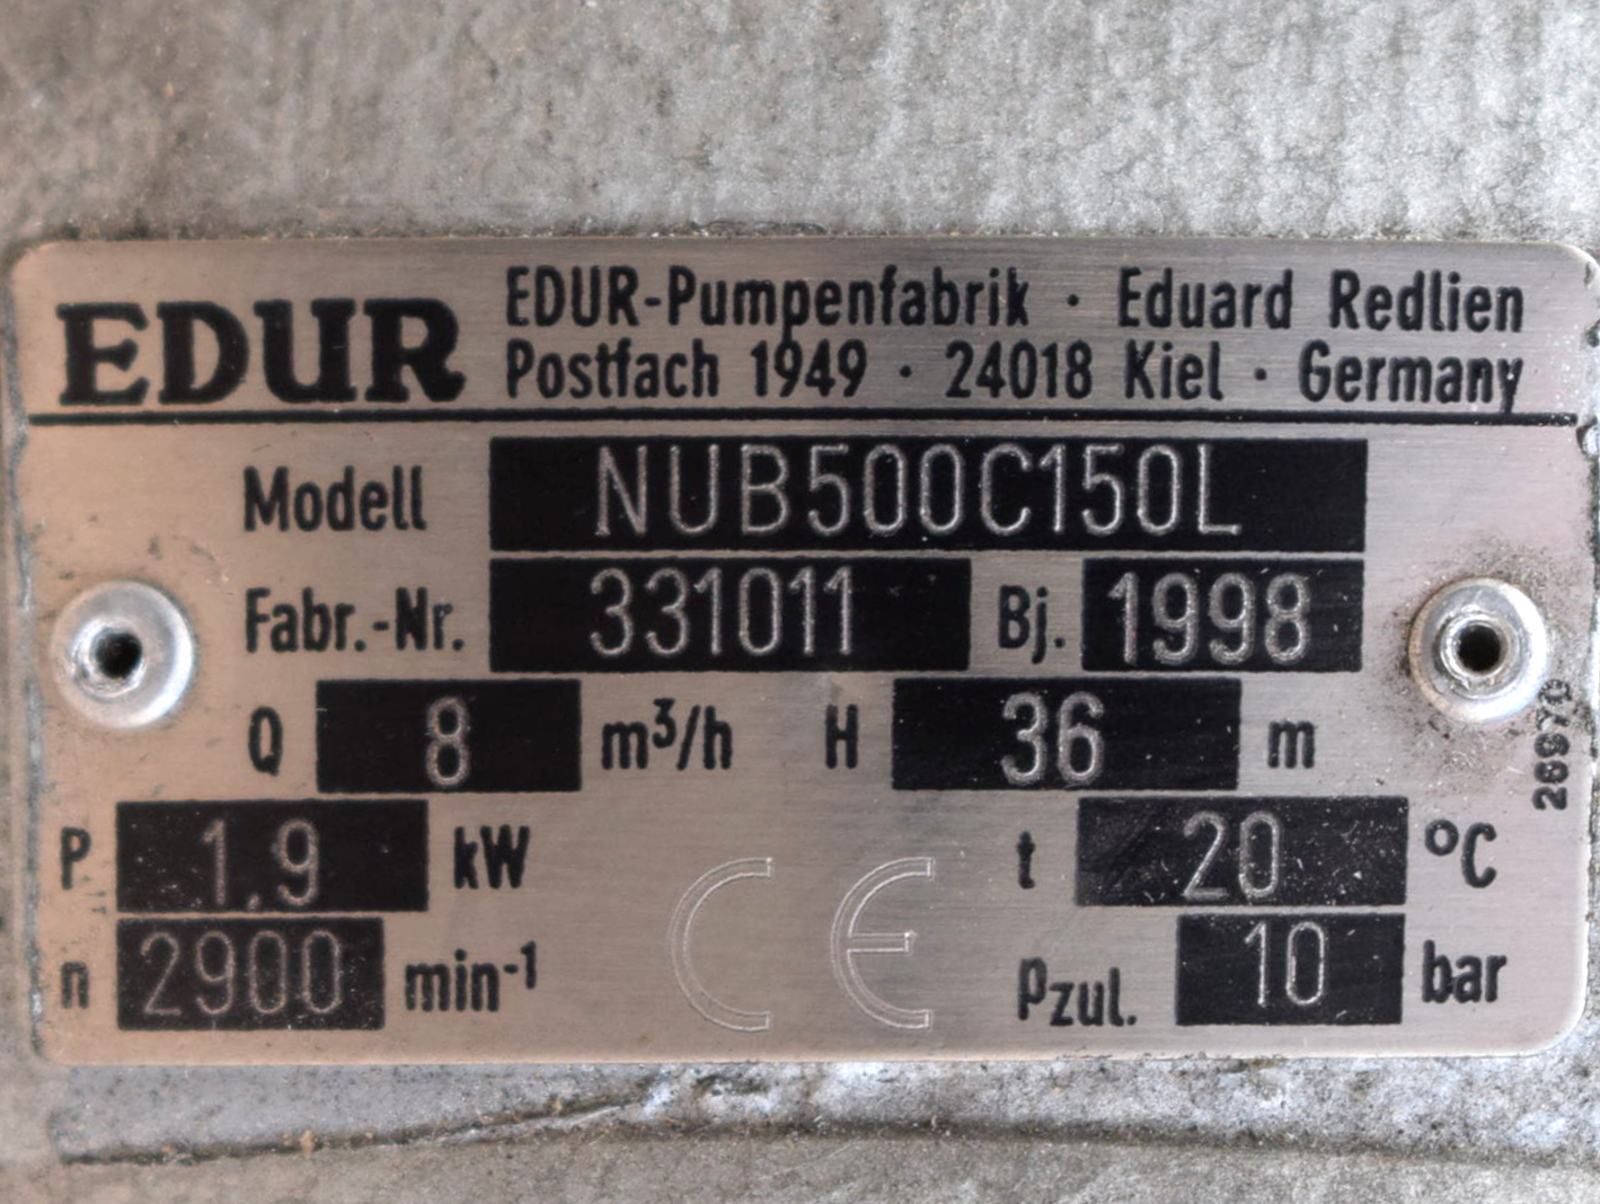 EDUR
EDUR-Pumpenfabrik · Eduard Redlien
Postfach 1949 · 24018 Kiel · Germany
Modell NUB500C150L
Fabr.-Nr. 331011 Bj. 1998
Q 8 m³/h H 36 m
P 1.9 kW t 20 °C
n 2900 min⁻¹ CE Pzul. 10 bar